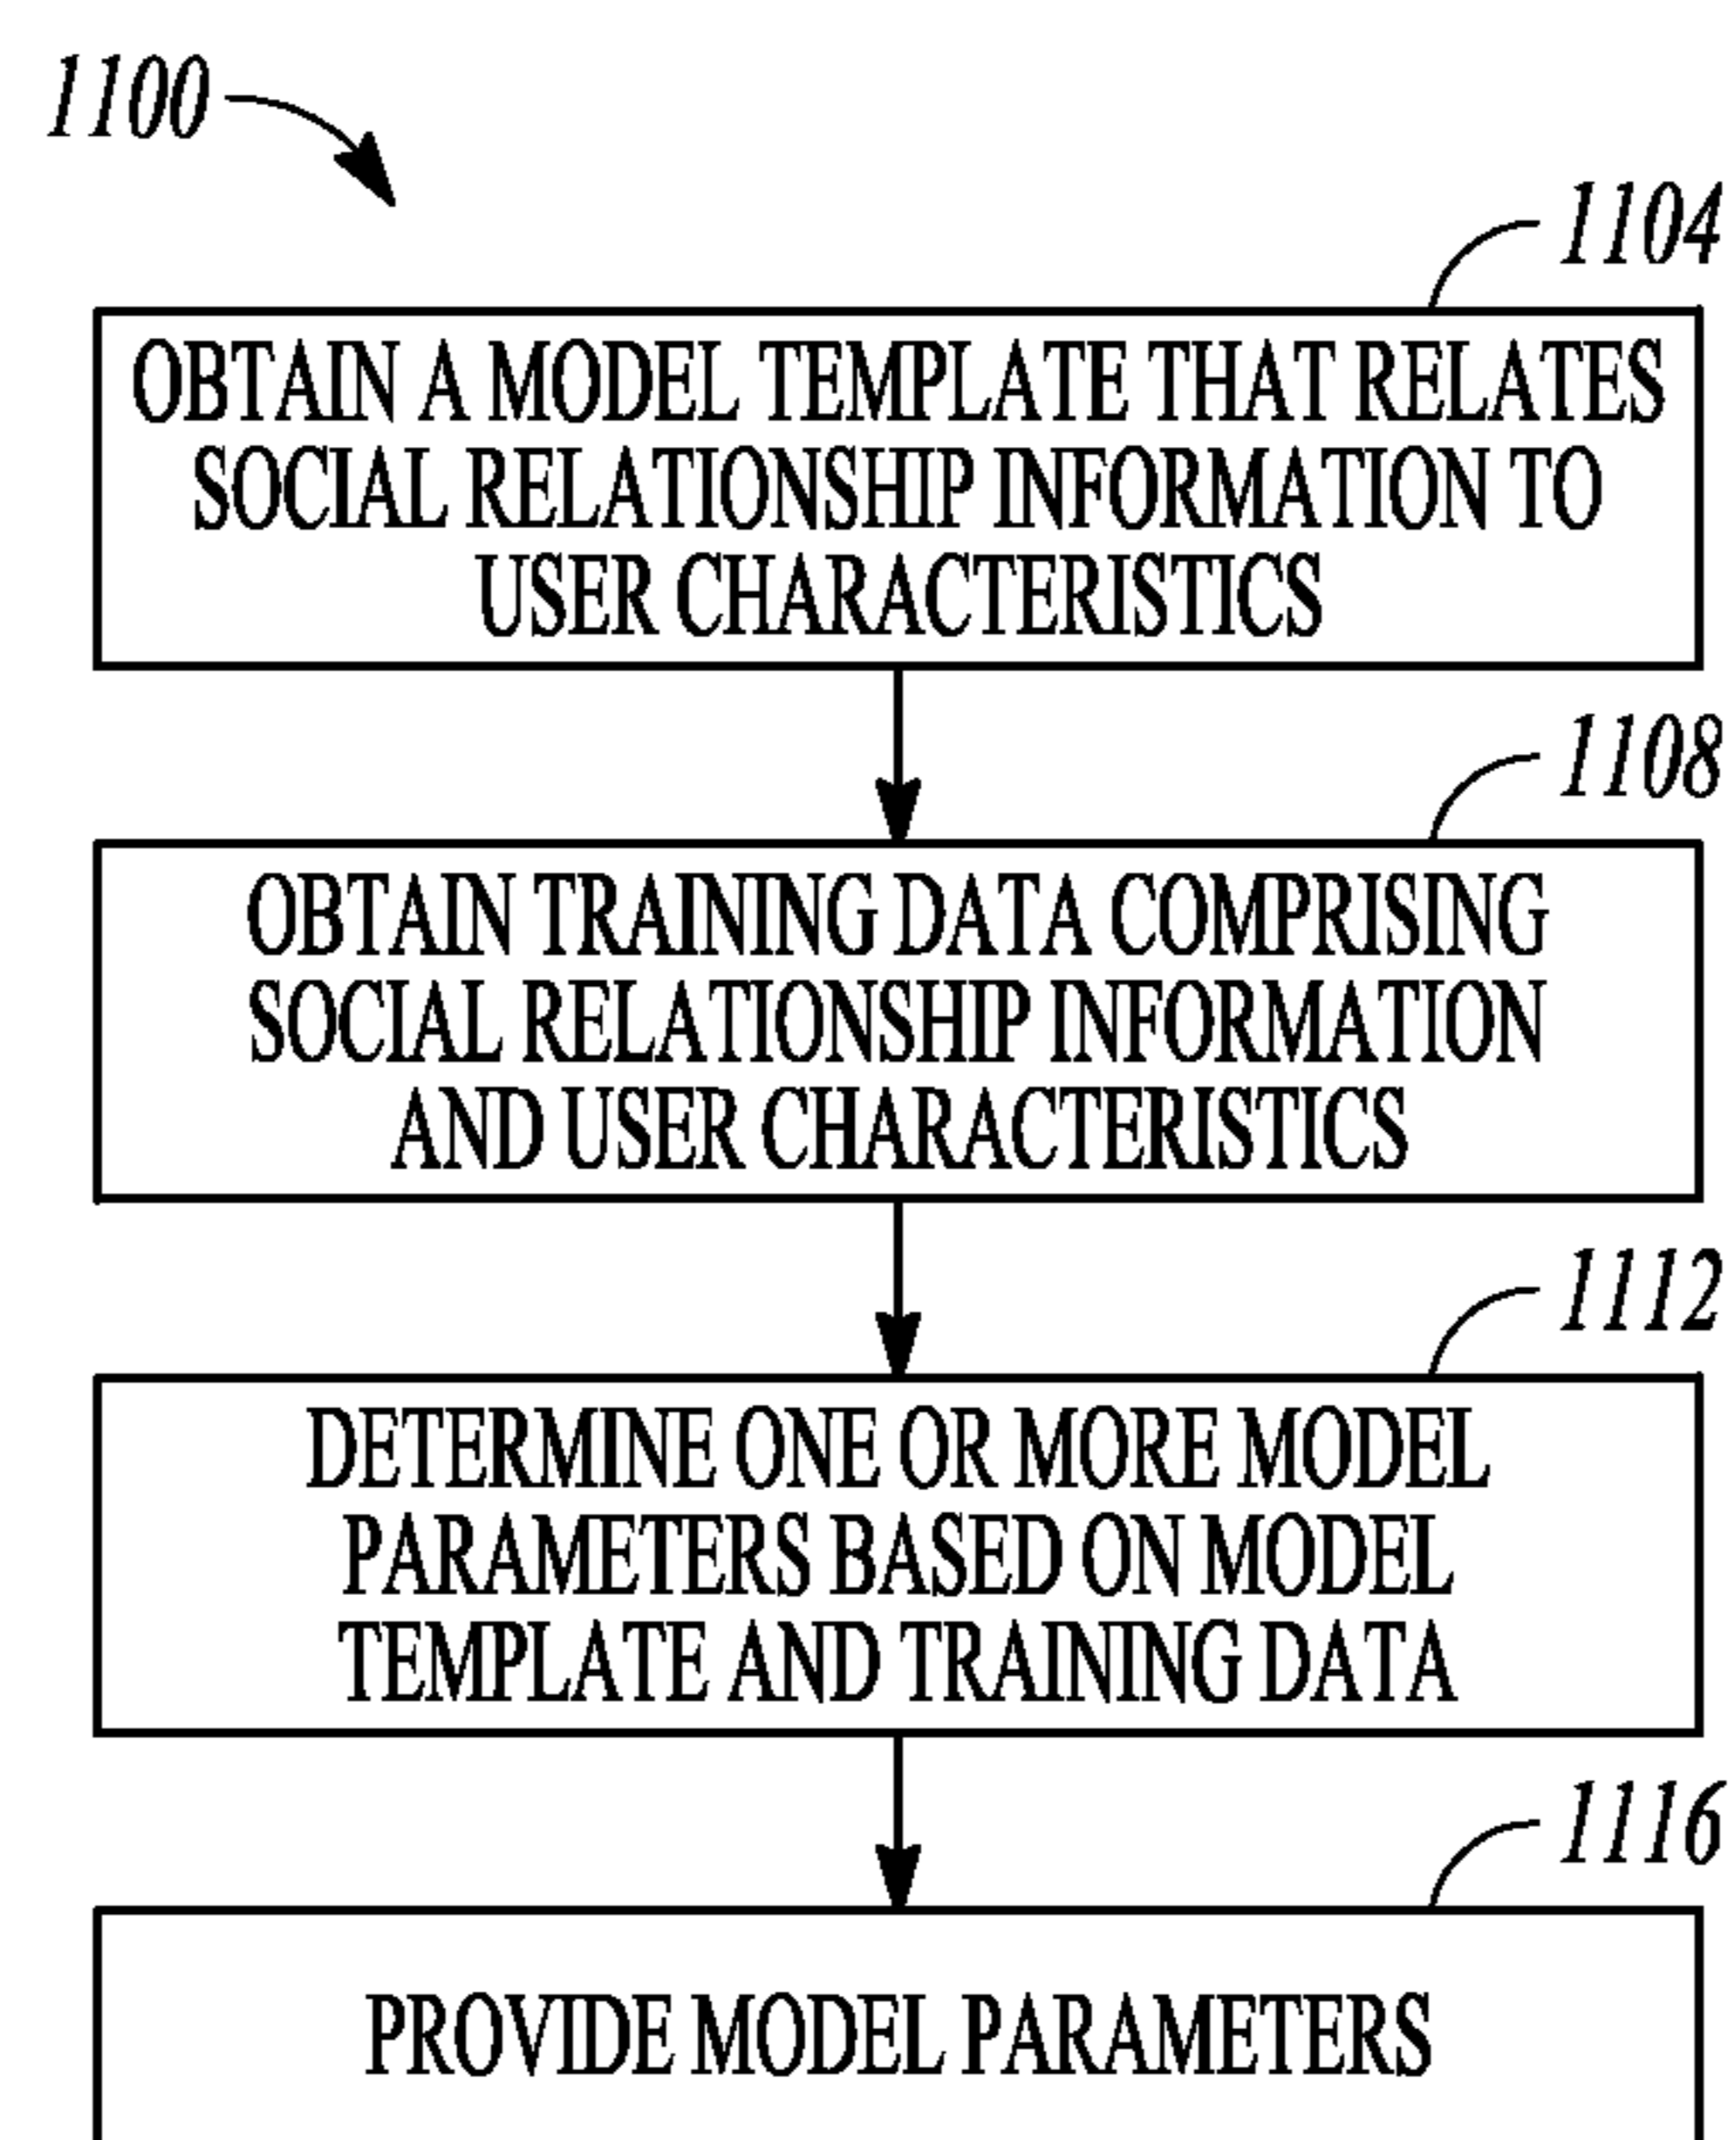 1100
1104
OBTAIN A MODEL TEMPLATE THAT RELATES
SOCIAL RELATIONSHIP INFORMATION TO
USER CHARACTERISTICS
1108
OBTAIN TRAINING DATA COMPRISING
SOCIAL RELATIONSHIP INFORMATION
AND USER CHARACTERISTICS
1112
DETERMINE ONE OR MORE MODEL
PARAMETERS BASED ON MODEL
TEMPLATE AND TRAINING DATA
1116
PROVIDE MODEL PARAMETERS